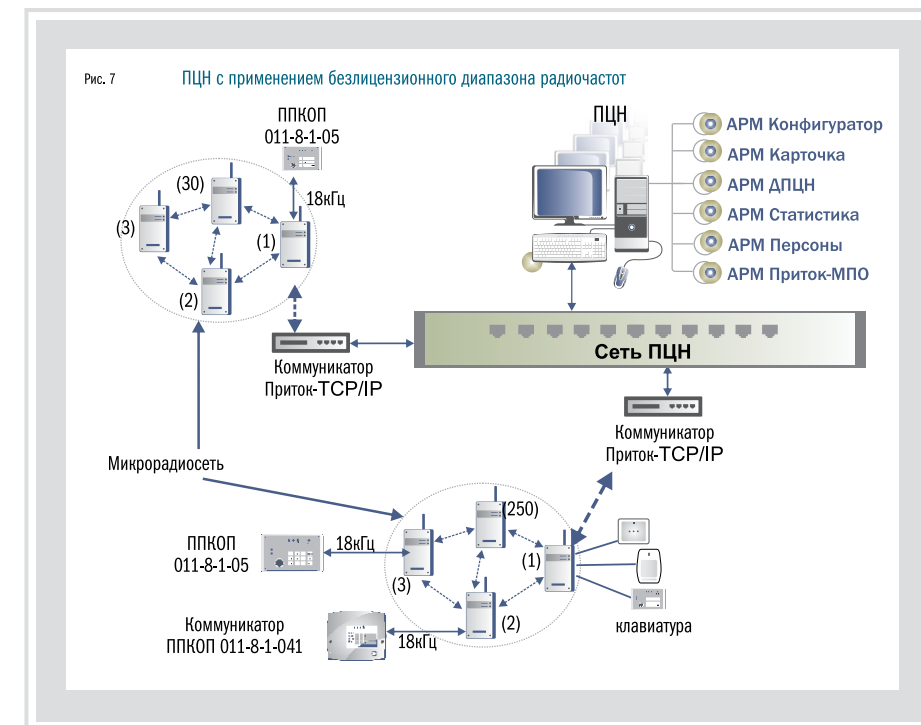 Рис. 7 ПЦН с применением безлицензионного диапазона радиочастот
ППКОП
011-8-1-05
18кГц
(30)
(3)
(1)
(2)
ПЦН
АРМ Конфигуратор
АРМ Карточка
АРМ ДПЦН
АРМ Статистика
АРМ Персоны
АРМ Приток-МПО
Сеть ПЦН
Коммуникатор
Приток-TCP/IP
Коммуникатор
Приток-TCP/IP
Микрорадиосеть
(250)
(1)
(3)
(2)
ППКОП
011-8-1-05
18кГц
Коммуникатор
ППКОП 011-8-1-041
18кГц
клавиатура